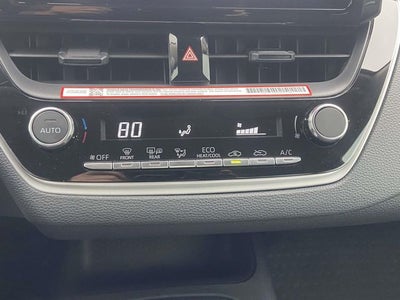 AUTO
80
OFF FRONT REAR ECO HEAT/COOL A/C